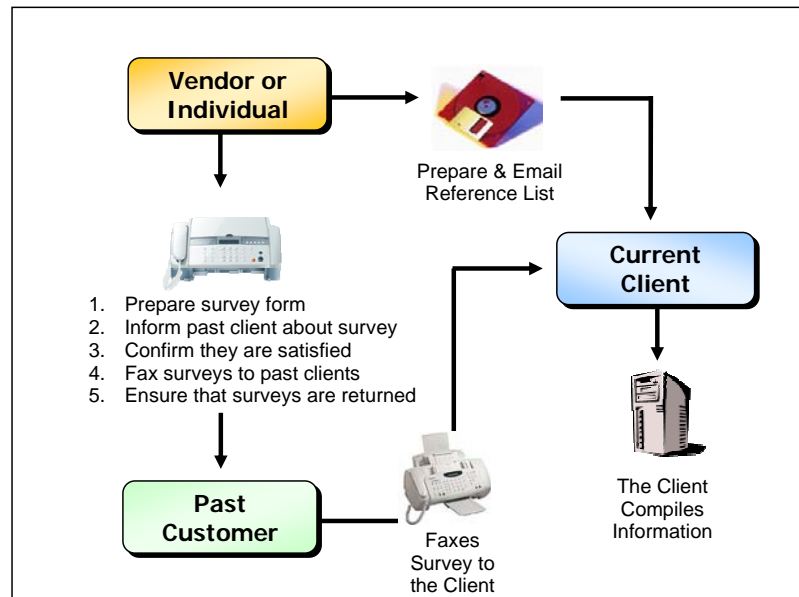 Vendor or
Individual
Prepare & Email
Reference List
Current
Client
1. Prepare survey form
2. Inform past client about survey
3. Confirm they are satisfied
4. Fax surveys to past clients
5. Ensure that surveys are returned
Past
Customer
Faxes
Survey to
the Client
The Client
Compiles
Information